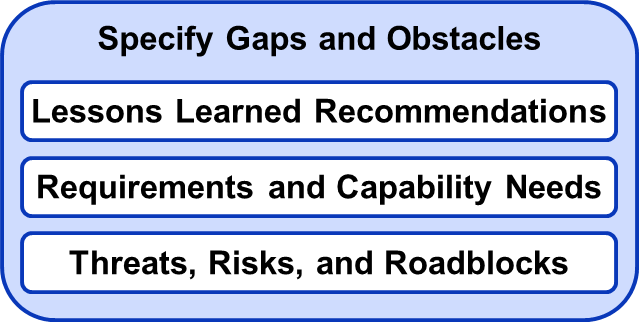 Specify Gaps and Obstacles
Lessons Learned Recommendations
Requirements and Capability Needs
Threats, Risks, and Roadblocks